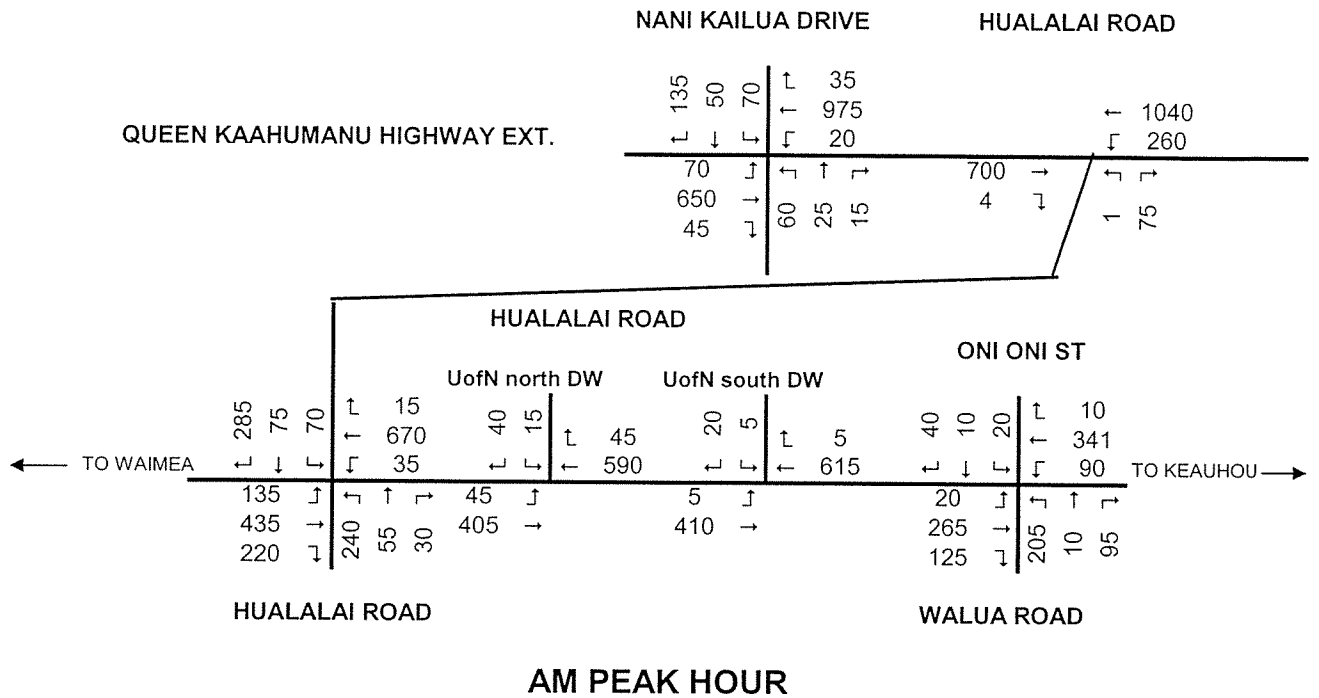 NANI KAILUA DRIVE
HUALALAI ROAD
QUEEN KAAHUMANU HIGHWAY EXT.
135 50 70
↰ 35
← 975
↲ 20
← 1040
↲ 260
↵ ↓ ↳
70 ↱
650 →
45 ↴
↰ ↑ ↱
60 25 15
700 →
4 ↴
↰ ↱
1 75
HUALALAI ROAD
ONI ONI ST
UofN north DW
UofN south DW
285 75 70
↰ 15
← 670
↲ 35
40 15
↰ 45
← 590
20 5
↰ 5
← 615
40 10 20
↰ 10
← 341
↲ 90
← TO WAIMEA
TO KEAUHOU →
135 ↱
435 →
220 ↴
240 55 30
45 ↱
405 →
5 ↱
410 →
20 ↱
265 →
125 ↴
205 10 95
HUALALAI ROAD
WALUA ROAD
AM PEAK HOUR